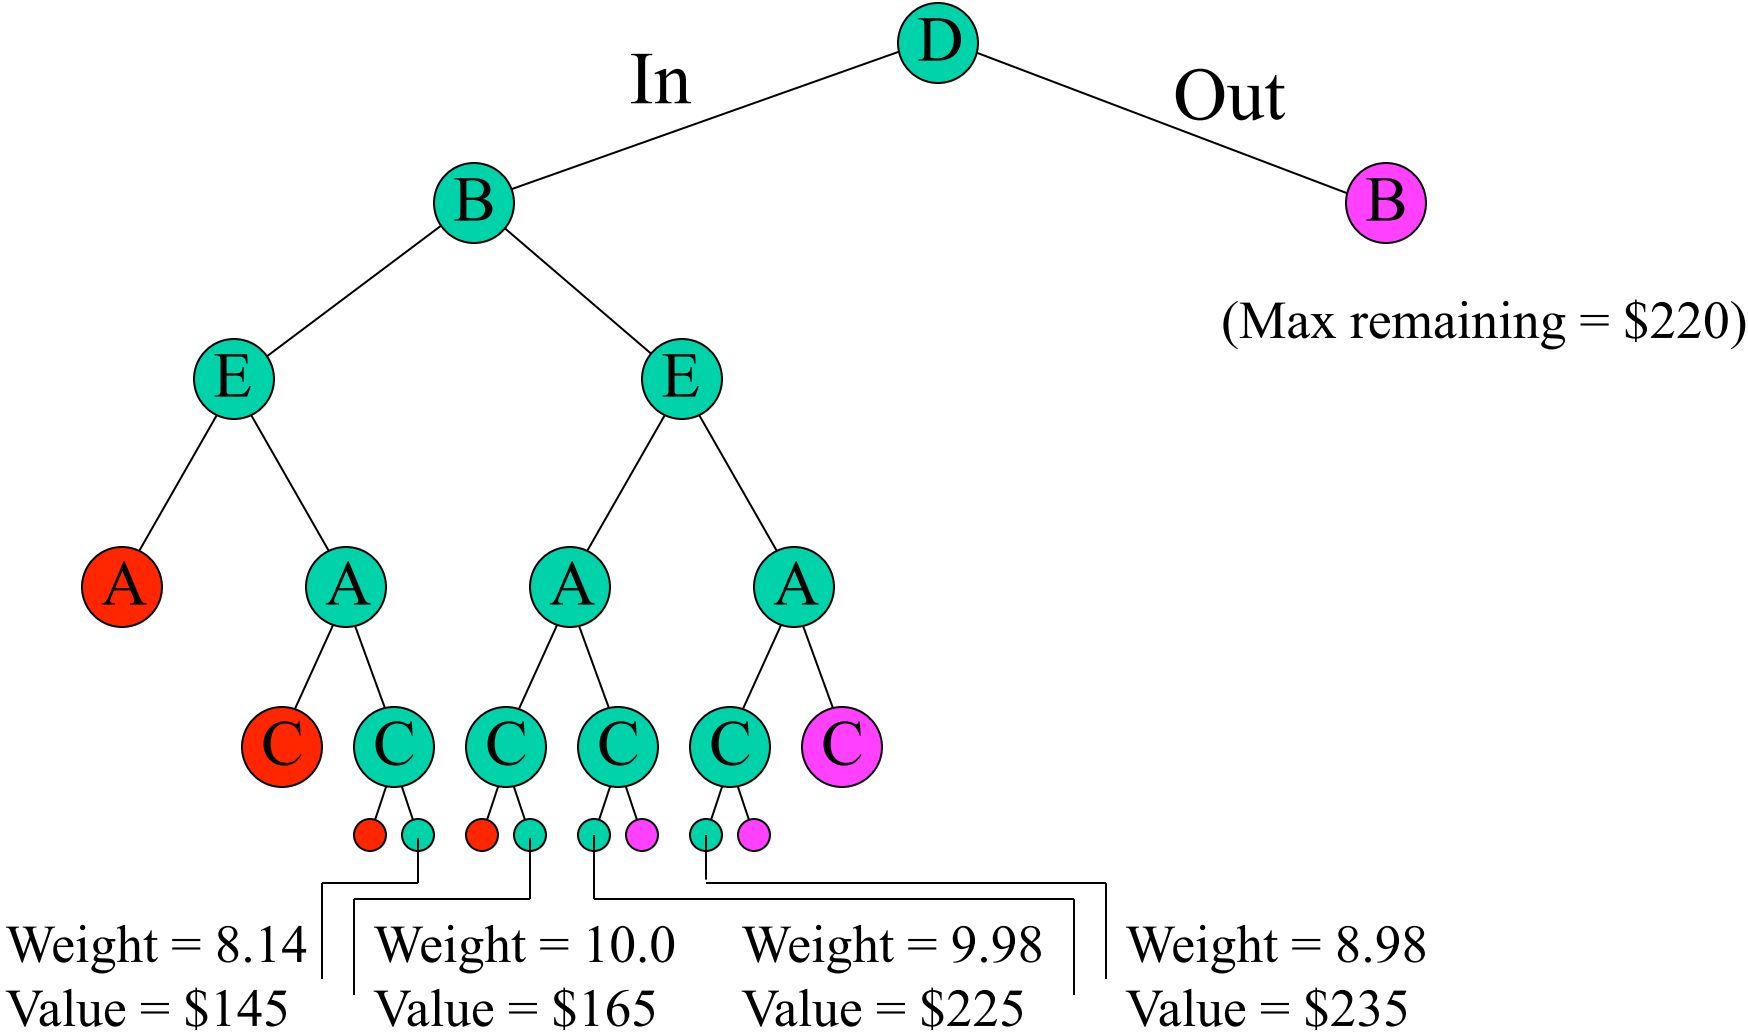 D
In
Out
B
B
(Max remaining = $220)
E
E
A
A
A
A
C
C
C
C
C
C
Weight = 8.14
Value = $145
Weight = 10.0
Value = $165
Weight = 9.98
Value = $225
Weight = 8.98
Value = $235